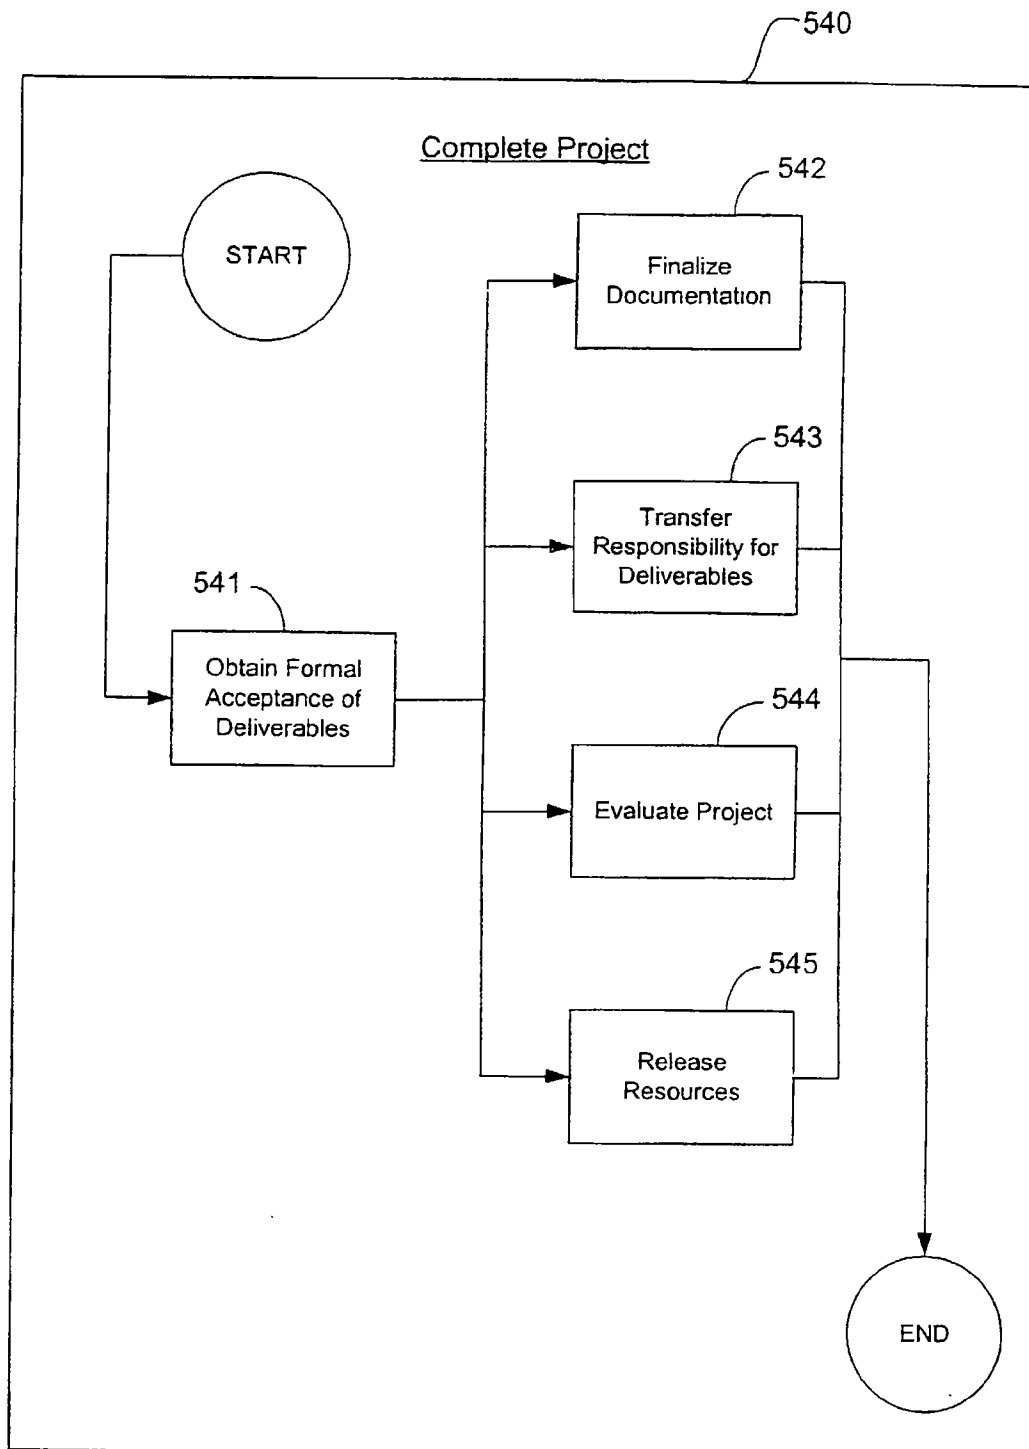 540
Complete Project
START
542
Finalize
Documentation
543
Transfer
Responsibility for
Deliverables
541
Obtain Formal
Acceptance of
Deliverables
544
Evaluate Project
545
Release
Resources
END